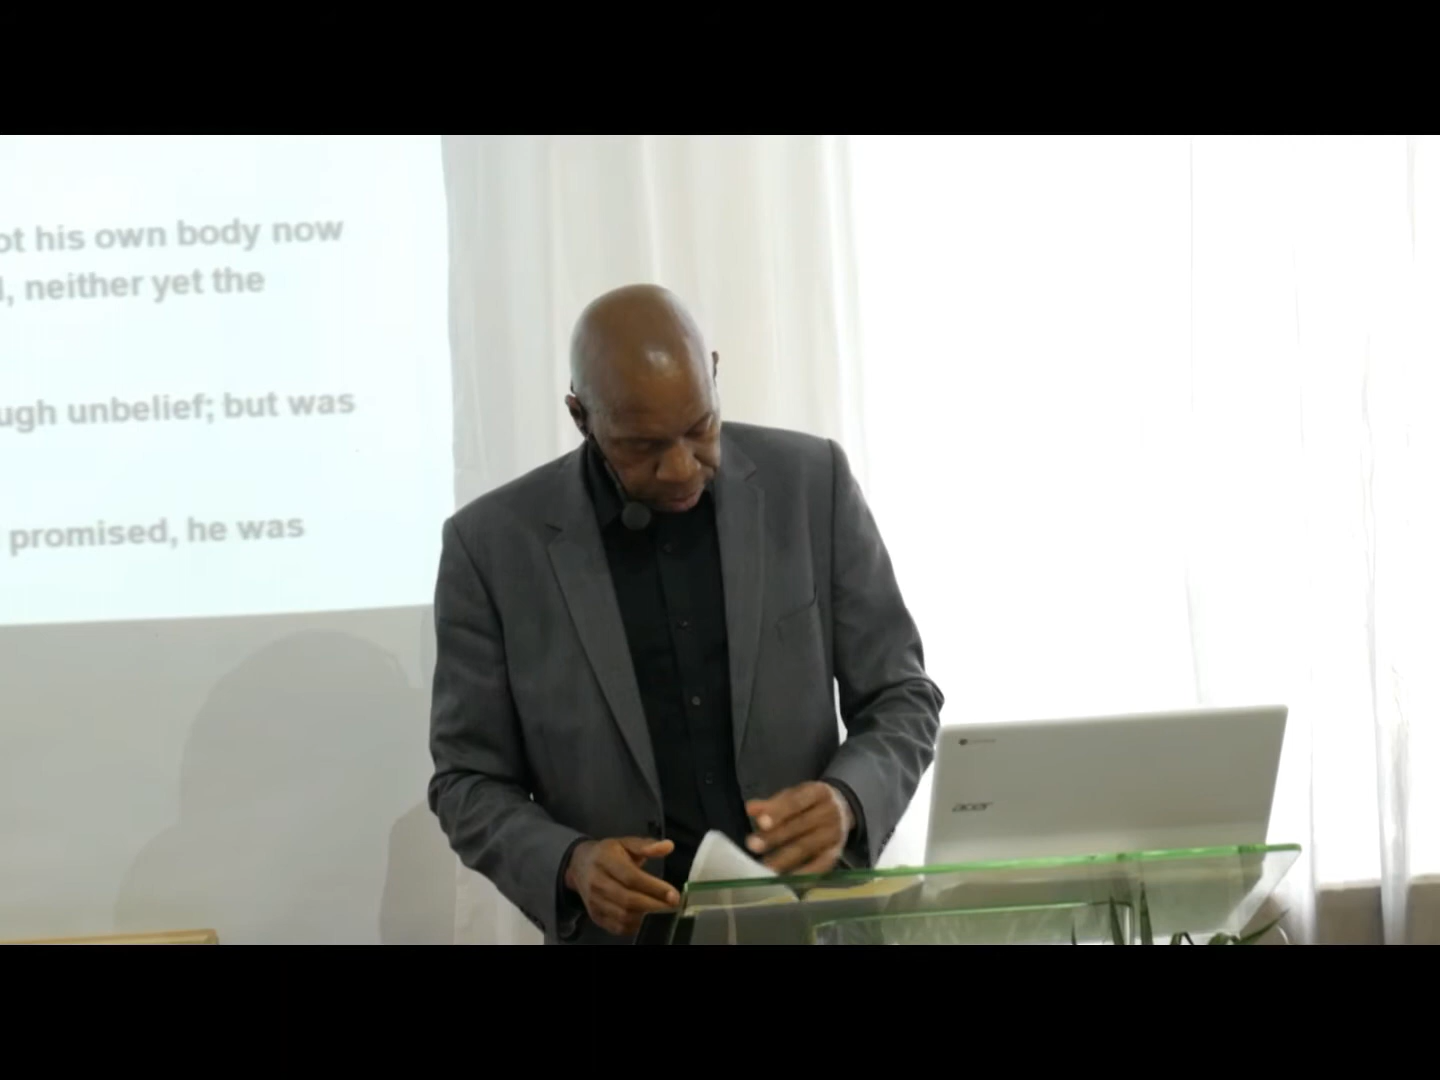 ot his own body now
, neither yet the
ugh unbelief; but was
promised, he was
acer